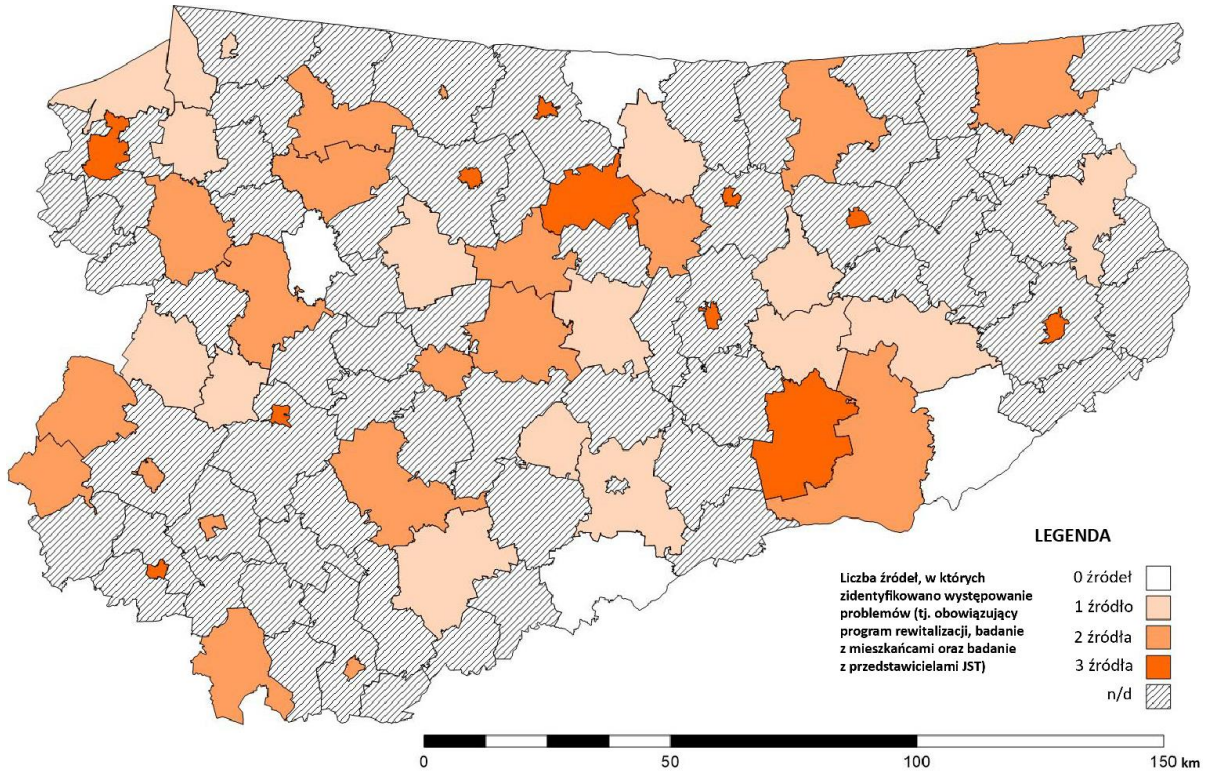 LEGENDA
Liczba źródeł, w których
zidentyfikowano występowanie
problemów (tj. obowiązujący
program rewitalizacji, badanie
z mieszkańcami oraz badanie
z przedstawicielami JST)
0 źródeł
1 źródło
2 źródła
3 źródła
n/d
0 50 100 150 km